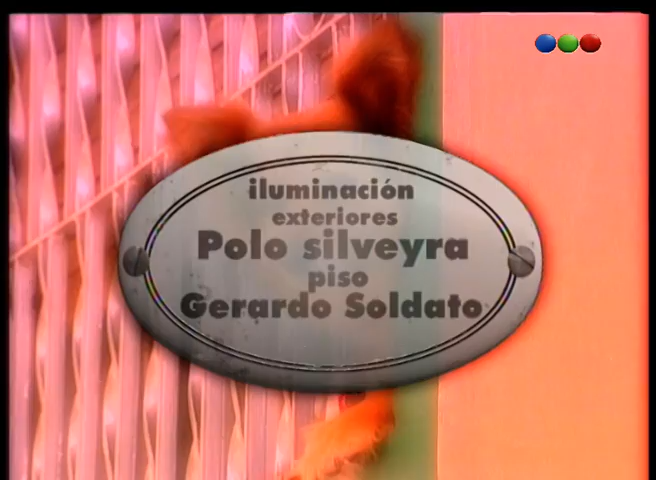 iluminación
exteriores
Polo silveyra
piso
Gerardo Soldato